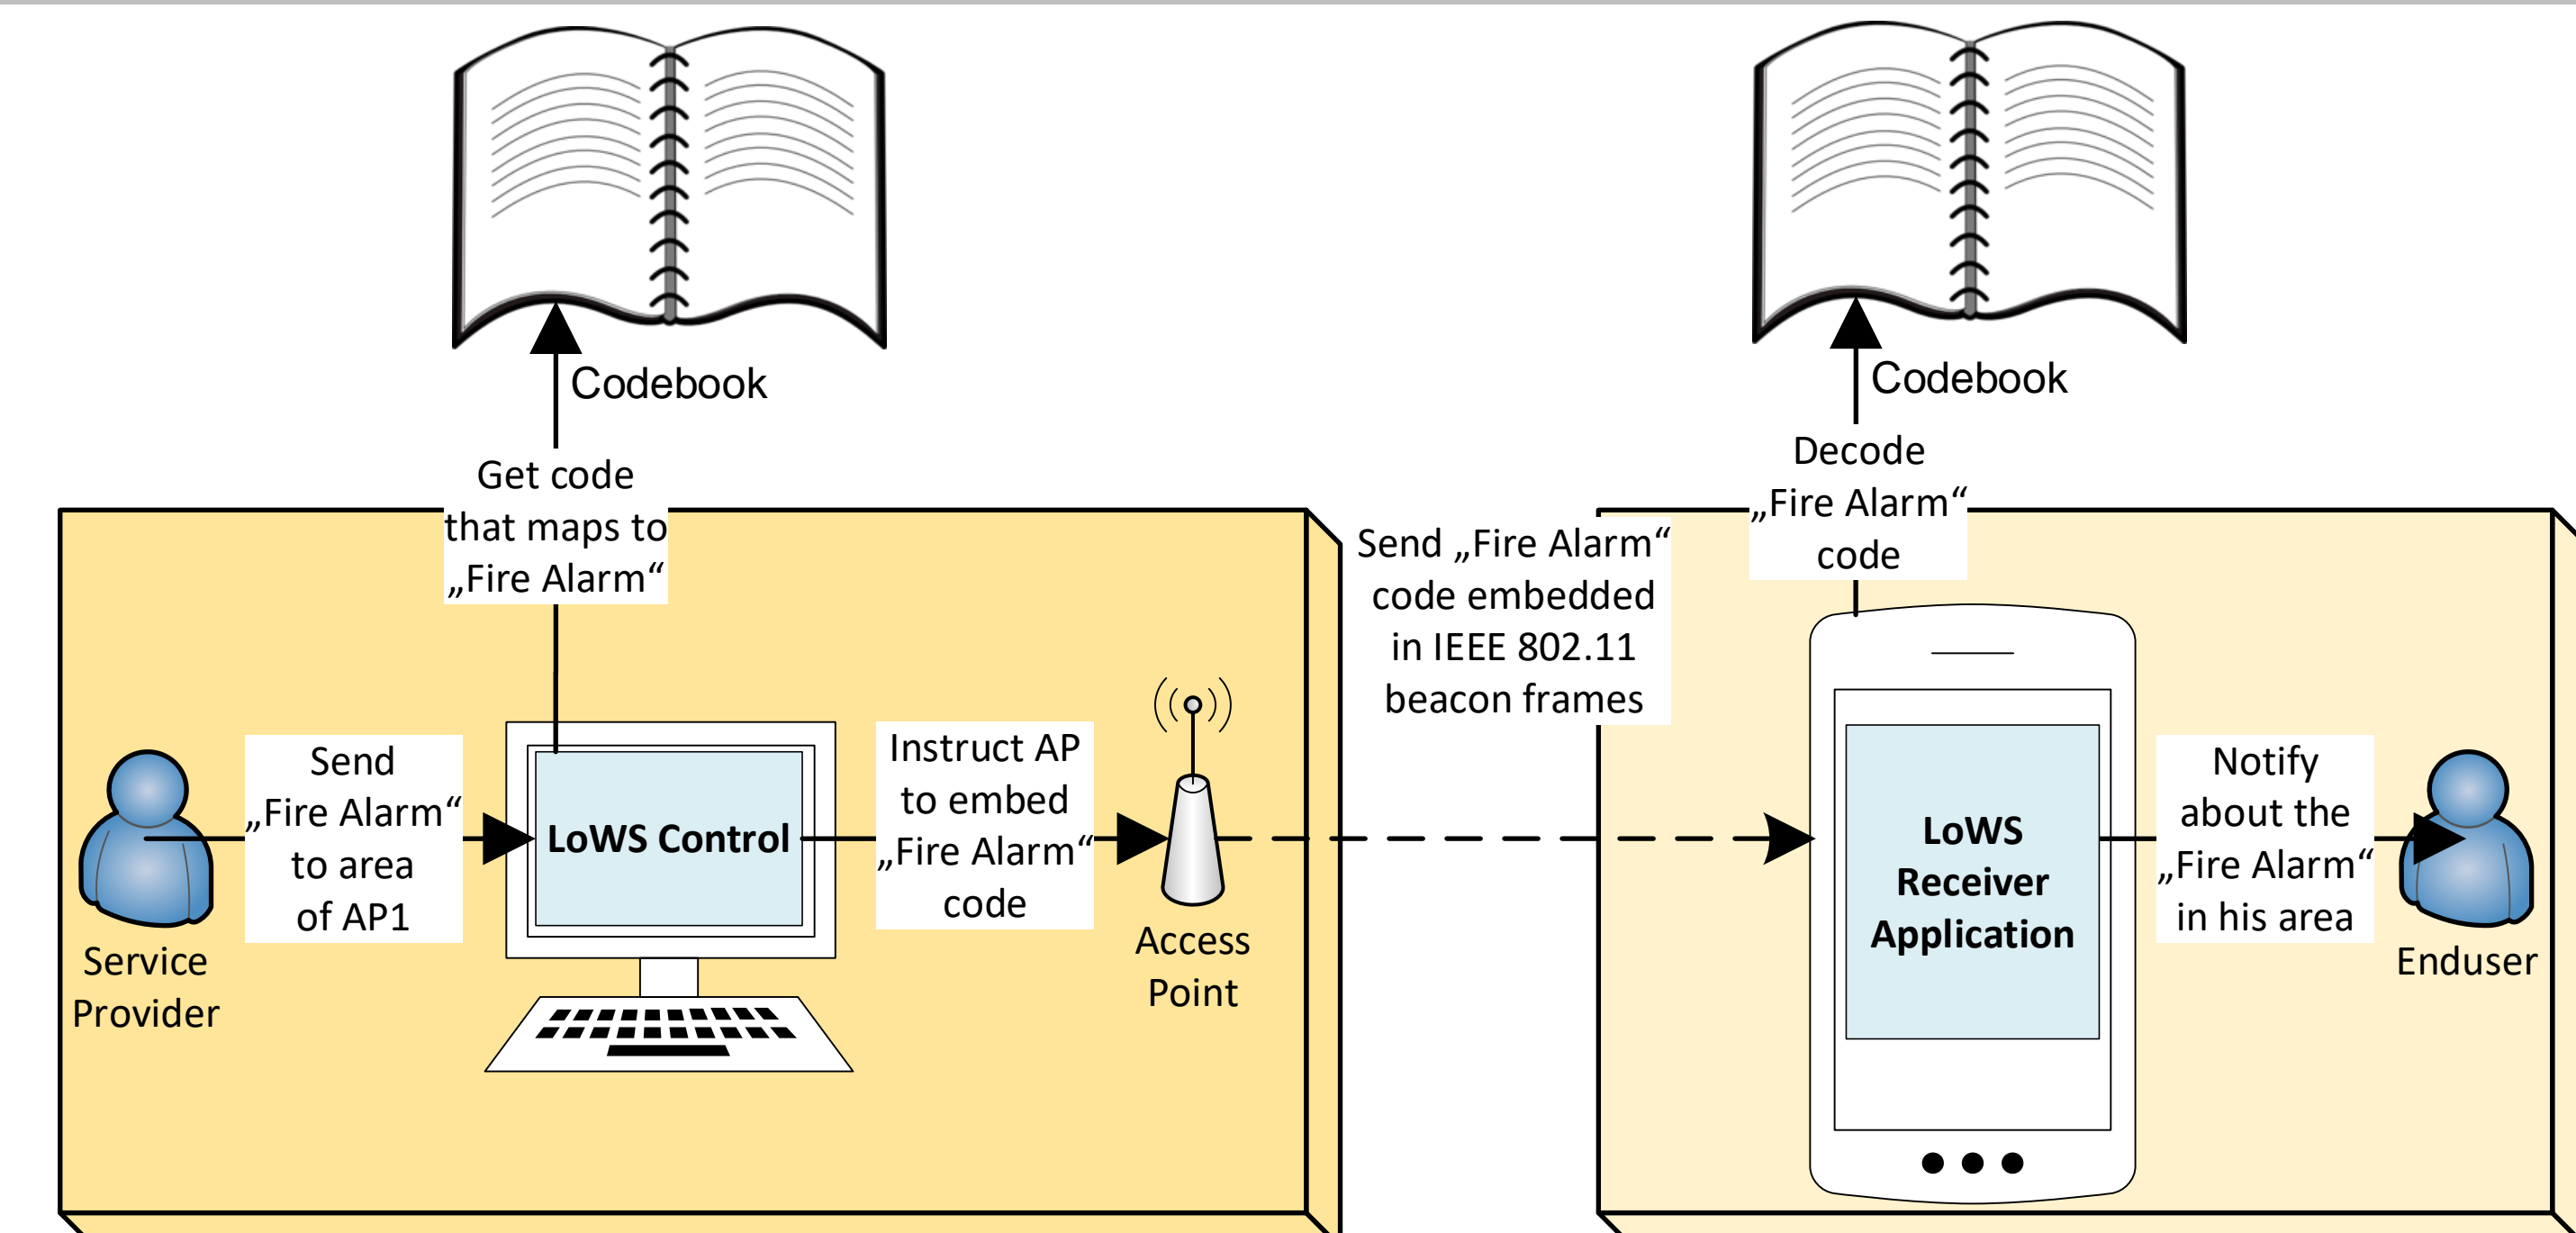 Codebook
Codebook
Get code
that maps to
„Fire Alarm“
Send „Fire Alarm“
code embedded
in IEEE 802.11
beacon frames
Decode
„Fire Alarm“
code
Send
„Fire Alarm“
to area
of AP1
LoWS Control
Instruct AP
to embed
„Fire Alarm“
code
LoWS
Receiver
Application
Notify
about the
„Fire Alarm“
in his area
Service
Provider
Access
Point
Enduser